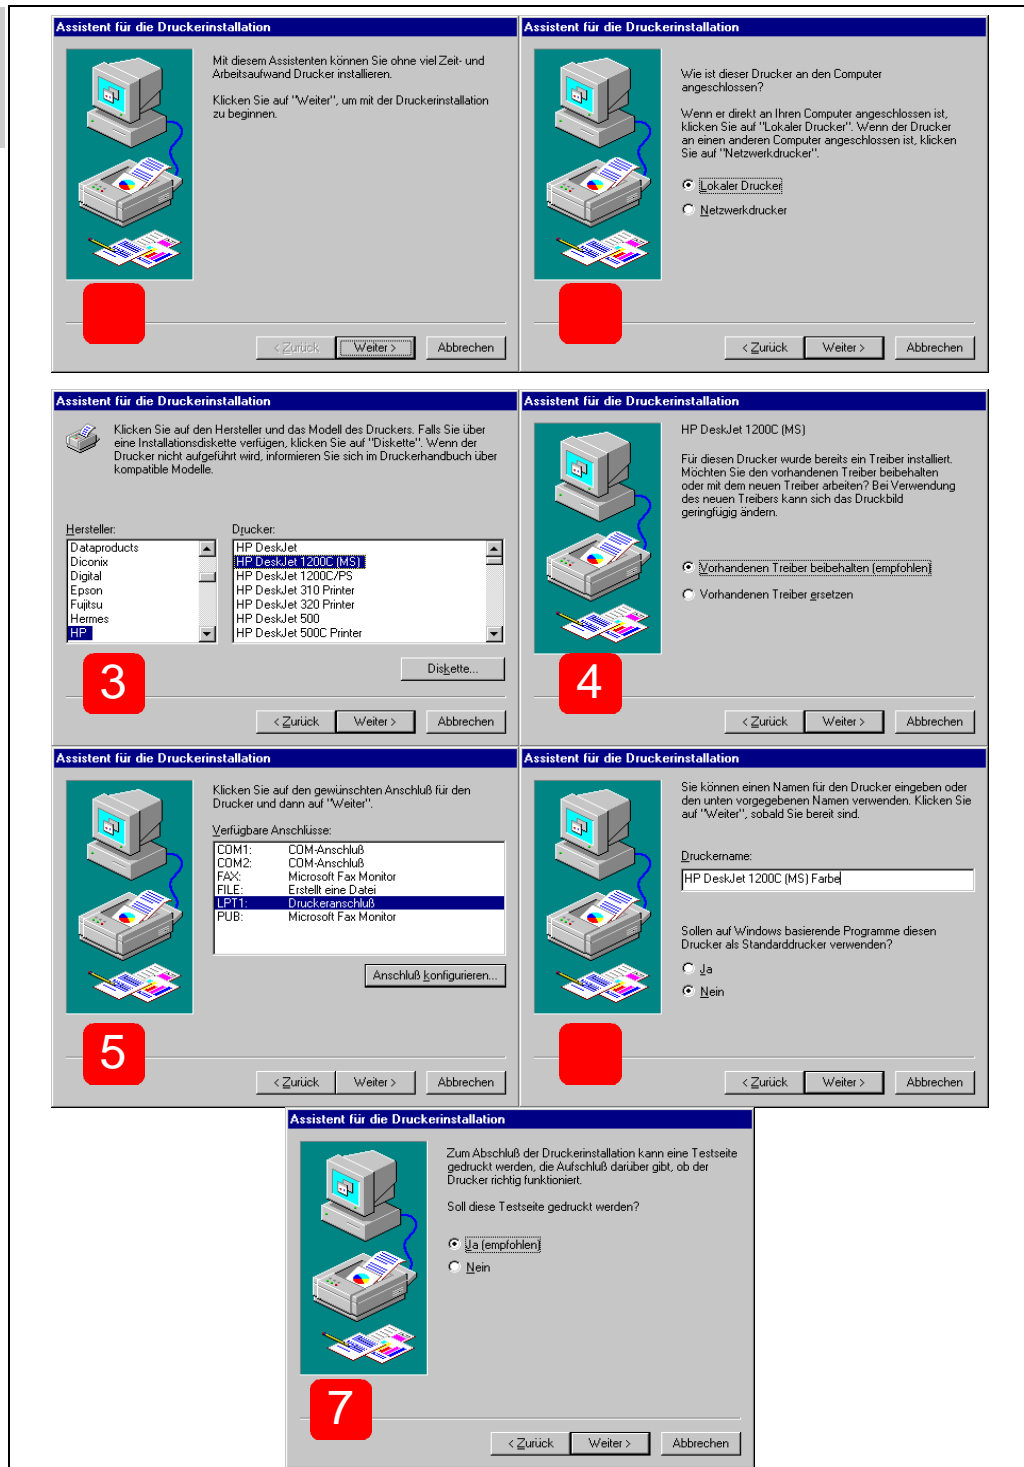 Assistent für die Druckerinstallation
Mit diesem Assistenten können Sie ohne viel Zeit- und
Arbeitsaufwand Drucker installieren.
Klicken Sie auf "Weiter", um mit der Druckerinstallation
zu beginnen.
< Zurück Weiter > Abbrechen
Assistent für die Druckerinstallation
Wie ist dieser Drucker an den Computer
angeschlossen?
Wenn er direkt an Ihren Computer angeschlossen ist,
klicken Sie auf "Lokaler Drucker". Wenn der Drucker
an einen anderen Computer angeschlossen ist, klicken
Sie auf "Netzwerkdrucker".
Lokaler Drucker
Netzwerkdrucker
< Zurück Weiter > Abbrechen
Assistent für die Druckerinstallation
Klicken Sie auf den Hersteller und das Modell des Druckers. Falls Sie über
eine Installationsdiskette verfügen, klicken Sie auf "Diskette". Wenn der
Drucker nicht aufgeführt wird, informieren Sie sich im Druckerhandbuch über
kompatible Modelle.
Hersteller:
Dataproducts
Diconix
Digital
Epson
Fujitsu
Hermes
HP
Drucker:
HP DeskJet
HP DeskJet 1200C (MS)
HP DeskJet 1200C/PS
HP DeskJet 310 Printer
HP DeskJet 320 Printer
HP DeskJet 500
HP DeskJet 500C Printer
Diskette...
3
< Zurück Weiter > Abbrechen
Assistent für die Druckerinstallation
HP DeskJet 1200C (MS)
Für diesen Drucker wurde bereits ein Treiber installiert.
Möchten Sie den vorhandenen Treiber beibehalten
oder mit dem neuen Treiber arbeiten? Bei Verwendung
des neuen Treibers kann sich das Druckbild
geringfügig ändern.
Vorhandenen Treiber beibehalten (empfohlen)
Vorhandenen Treiber ersetzen
4
< Zurück Weiter > Abbrechen
Assistent für die Druckerinstallation
Klicken Sie auf den gewünschten Anschluß für den
Drucker und dann auf "Weiter".
Verfügbare Anschlüsse:
COM1: COM-Anschluß
COM2: COM-Anschluß
FAX: Microsoft Fax Monitor
FILE: Erstellt eine Datei
LPT1: Druckeranschluß
PUB: Microsoft Fax Monitor
Anschluß konfigurieren...
5
< Zurück Weiter > Abbrechen
Assistent für die Druckerinstallation
Sie können einen Namen für den Drucker eingeben oder
den unten vorgegebenen Namen verwenden. Klicken Sie
auf "Weiter", sobald Sie bereit sind.
Druckername:
HP DeskJet 1200C (MS) Farbe
Sollen auf Windows basierende Programme diesen
Drucker als Standarddrucker verwenden?
Ja
Nein
< Zurück Weiter > Abbrechen
Assistent für die Druckerinstallation
Zum Abschluß der Druckerinstallation kann eine Testseite
gedruckt werden, die Aufschluß darüber gibt, ob der
Drucker richtig funktioniert.
Soll diese Testseite gedruckt werden?
Ja (empfohlen)
Nein
7
< Zurück Weiter > Abbrechen